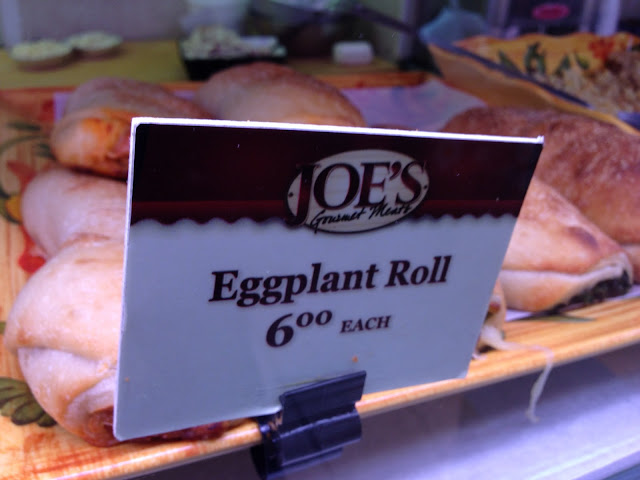 JOE'S
Gourmet Meats
Eggplant Roll
6⁰⁰ EACH